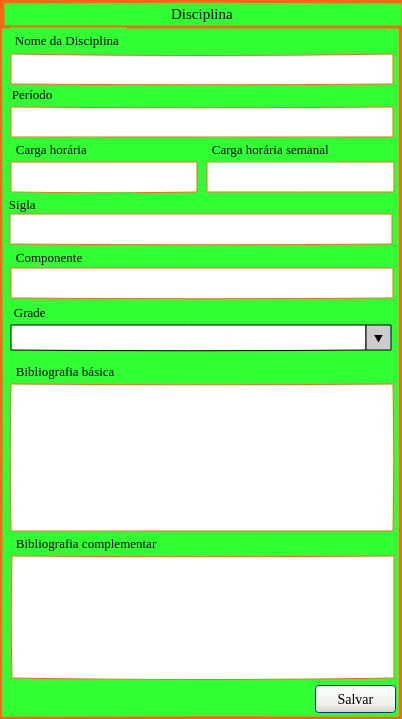 Disciplina
Nome da Disciplina
Período
Carga horária
Carga horária semanal
Sigla
Componente
Grade
Bibliografia básica
Bibliografia complementar
Salvar